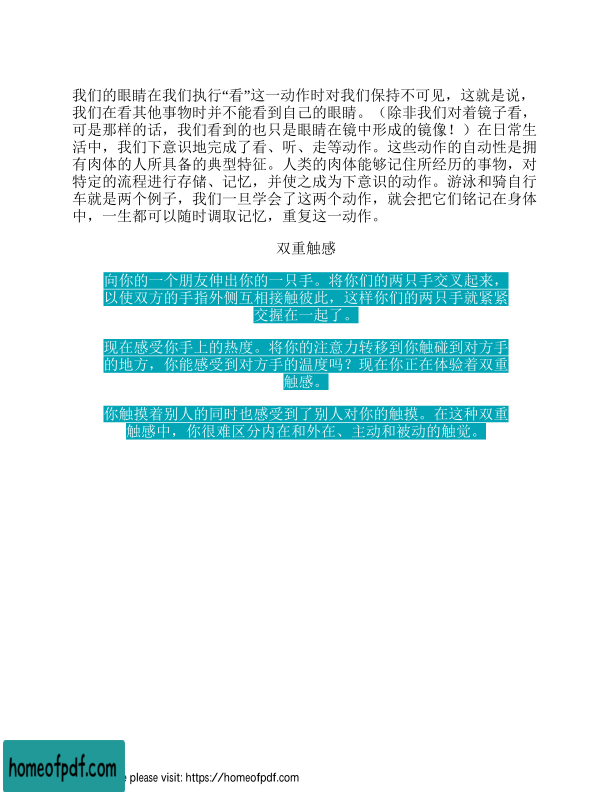 我们的眼睛在我们执行“看”这一动作时对我们保持不可见，这就是说，
我们在看其他事物时并不能看到自己的眼睛。（除非我们对着镜子看，
可是那样的话，我们看到的也只是眼睛在镜中形成的镜像！）在日常生
活中，我们下意识地完成了看、听、走等动作。这些动作的自动性是拥
有肉体的人所具备的典型特征。人类的肉体能够记住所经历的事物，对
特定的流程进行存储、记忆，并使之成为下意识的动作。游泳和骑自行
车就是两个例子，我们一旦学会了这两个动作，就会把它们铭记在身体
中，一生都可以随时调取记忆，重复这一动作。
双重触感
向你的一个朋友伸出你的一只手。将你们的两只手交叉起来，
以使双方的手指外侧互相接触彼此，这样你们的两只手就紧紧
交握在一起了。
现在感受你手上的热度。将你的注意力转移到你触碰到对方手
的地方，你能感受到对方手的温度吗？现在你正在体验着双重
触感。
你触摸着别人的同时也感受到了别人对你的触摸。在这种双重
触感中，你很难区分内在和外在、主动和被动的触觉。
homeofpdf.com
please visit: https://homeofpdf.com